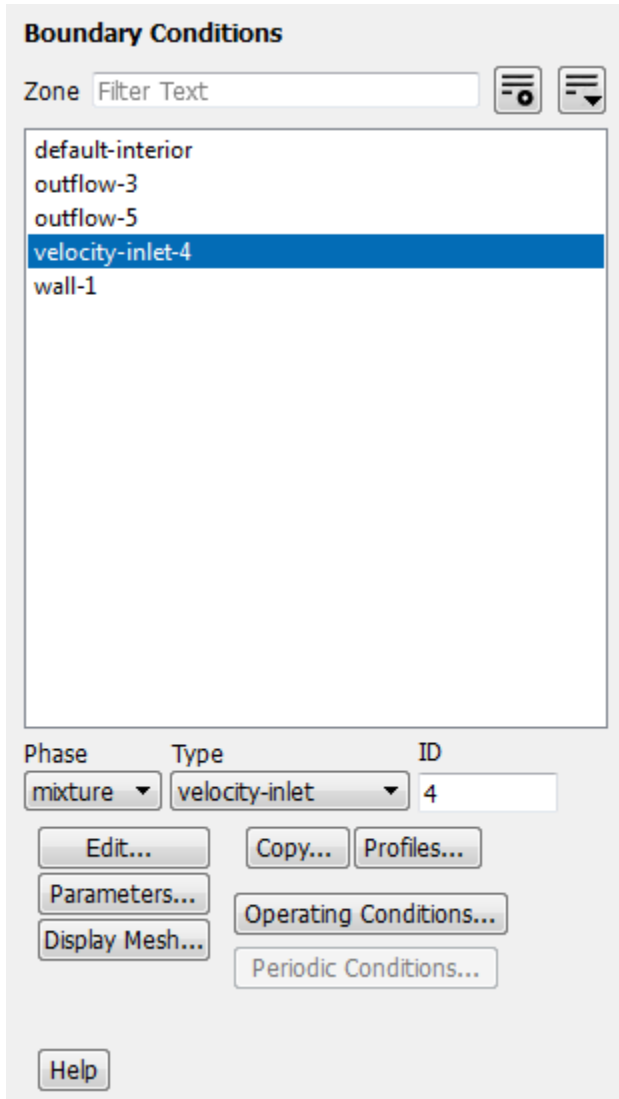 Boundary Conditions
Zone Filter Text
default-interior
outflow-3
outflow-5
velocity-inlet-4
wall-1
Phase Type ID
mixture velocity-inlet 4
Edit... Copy... Profiles...
Parameters...
Operating Conditions...
Display Mesh...
Periodic Conditions...
Help